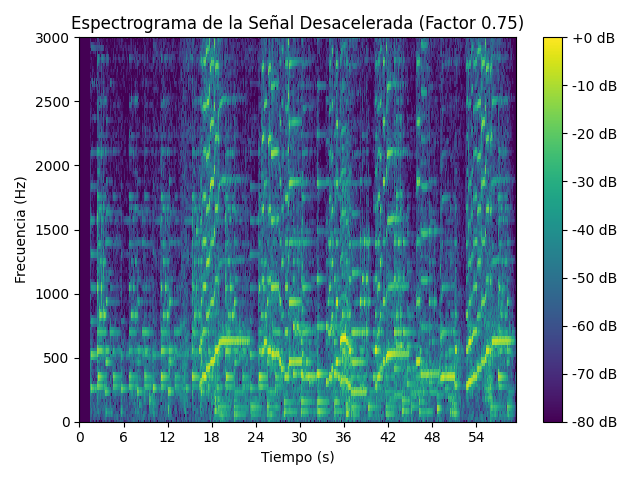 Espectrograma de la Señal Desacelerada (Factor 0.75)
3000
2500
2000
1500
1000
500
0
Frecuencia (Hz)
0 6 12 18 24 30 36 42 48 54
Tiempo (s)
+0 dB
-10 dB
-20 dB
-30 dB
-40 dB
-50 dB
-60 dB
-70 dB
-80 dB